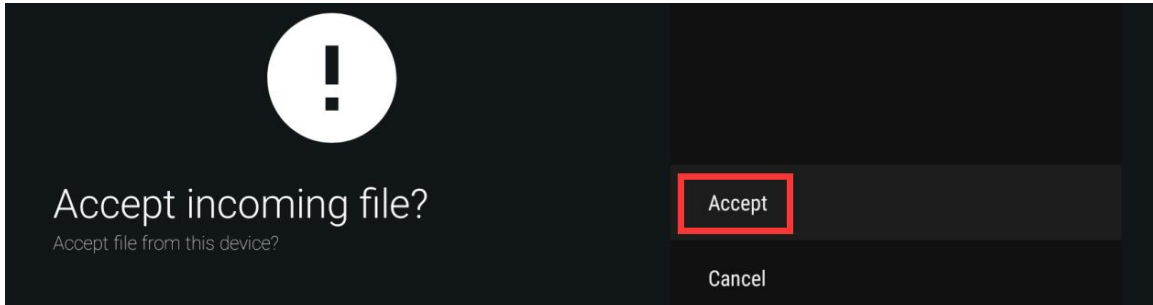 Accept incoming file?
Accept file from this device?
Accept
Cancel